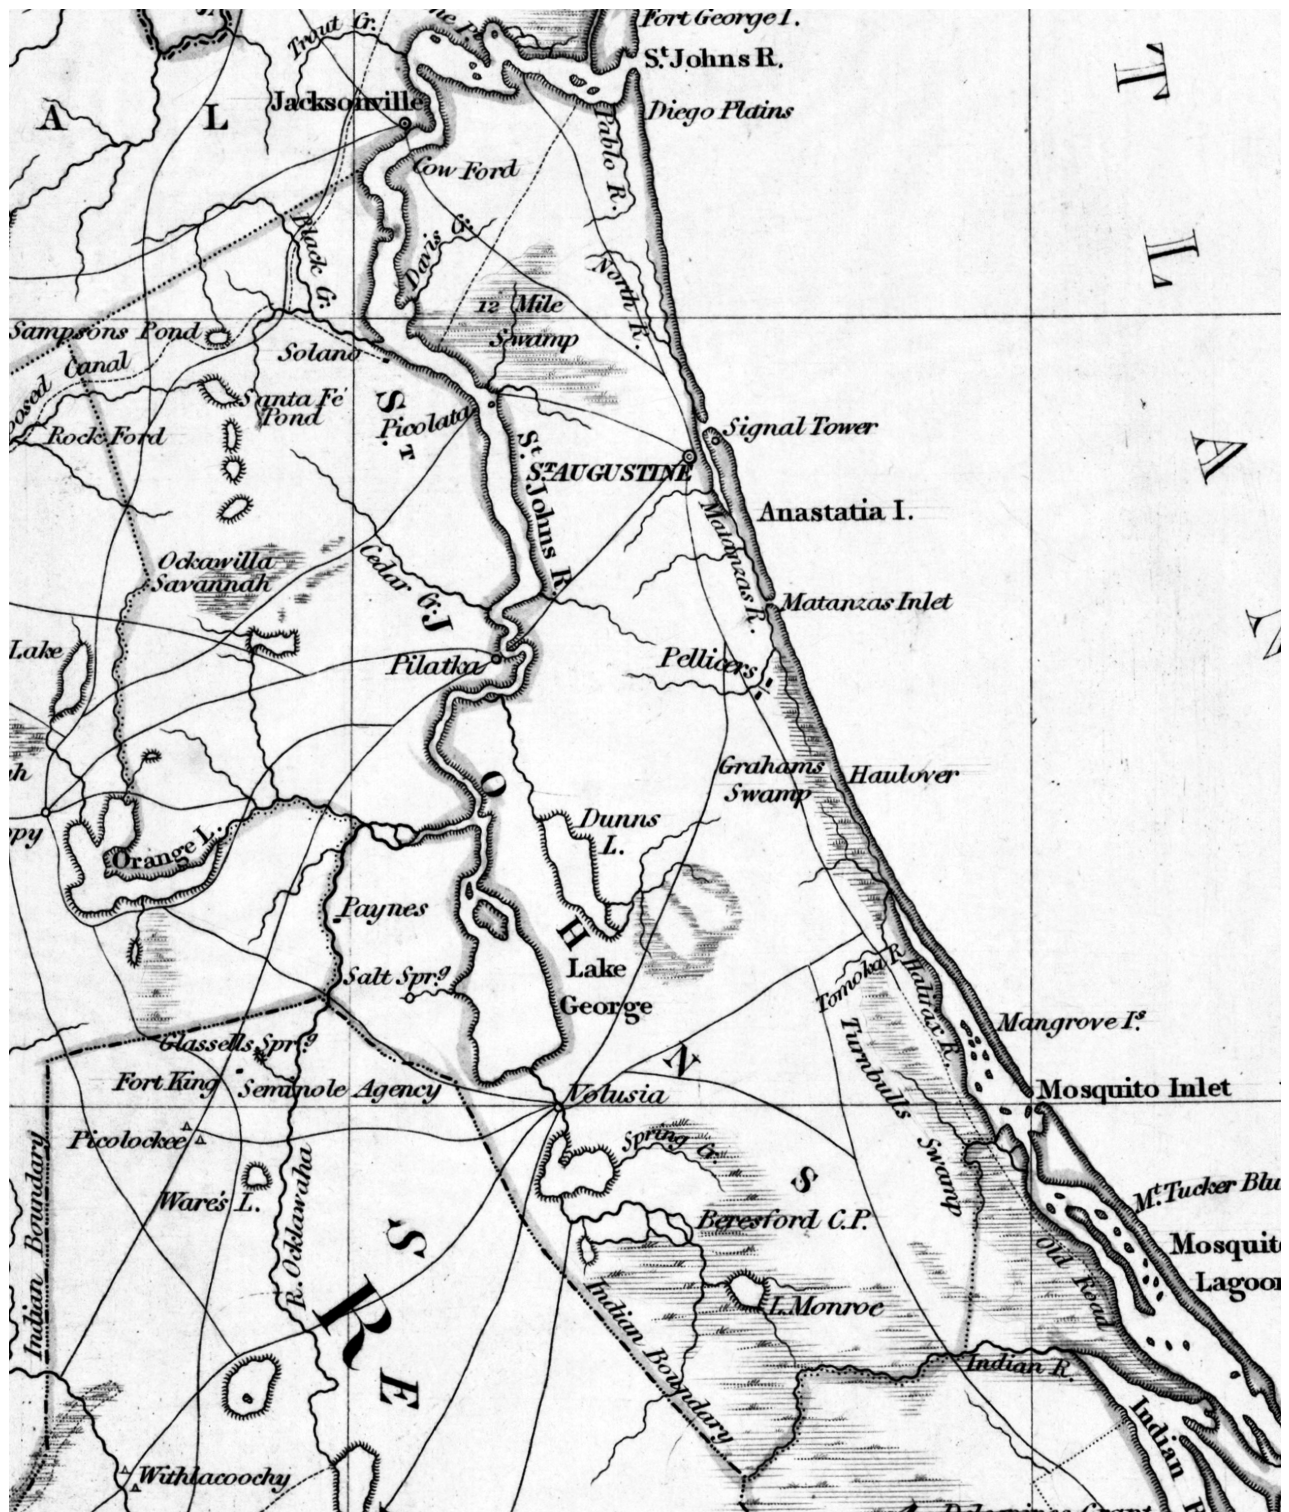 Trout Cr.
Fort George I.
St. Johns R.
Jacksonville
Diego Plains
A L
Pablo R.
Cow Ford
Black Cr.
Davis Cr.
North R.
12 Mile
Swamp
Sampsons Pond
Canal
Solano
Santa Fé
Pond
Rock Ford
Picolata
ST
Signal Tower
ST. AUGUSTINE
St. Johns R.
Anastatia I.
Matanzas R.
Ockawilla
Savannah
Cedar Cr.
J
Matanzas Inlet
Lake
Pilatka
Pellicers
O
Grahams
Swamp
Haulover
Dunns
L.
Orange L.
Paynes
H
Lake
George
Salt Sprg.
Tomoka R.
Halifax R.
Mangrove Is.
Glassells Sprg.
Fort King
Seminole Agency
N
Volusia
Turnbulls Swamp
Mosquito Inlet
Picolockee
Spring Cr.
Ware's L.
S
Mt. Tucker
Beresford C.P.
Indian Boundary
R. Ocklawaha
Old Road
Lagoon
L. Monroe
Indian Boundary
S
RE
Indian R.
Indian
Withlacoochy
T
L
A
N